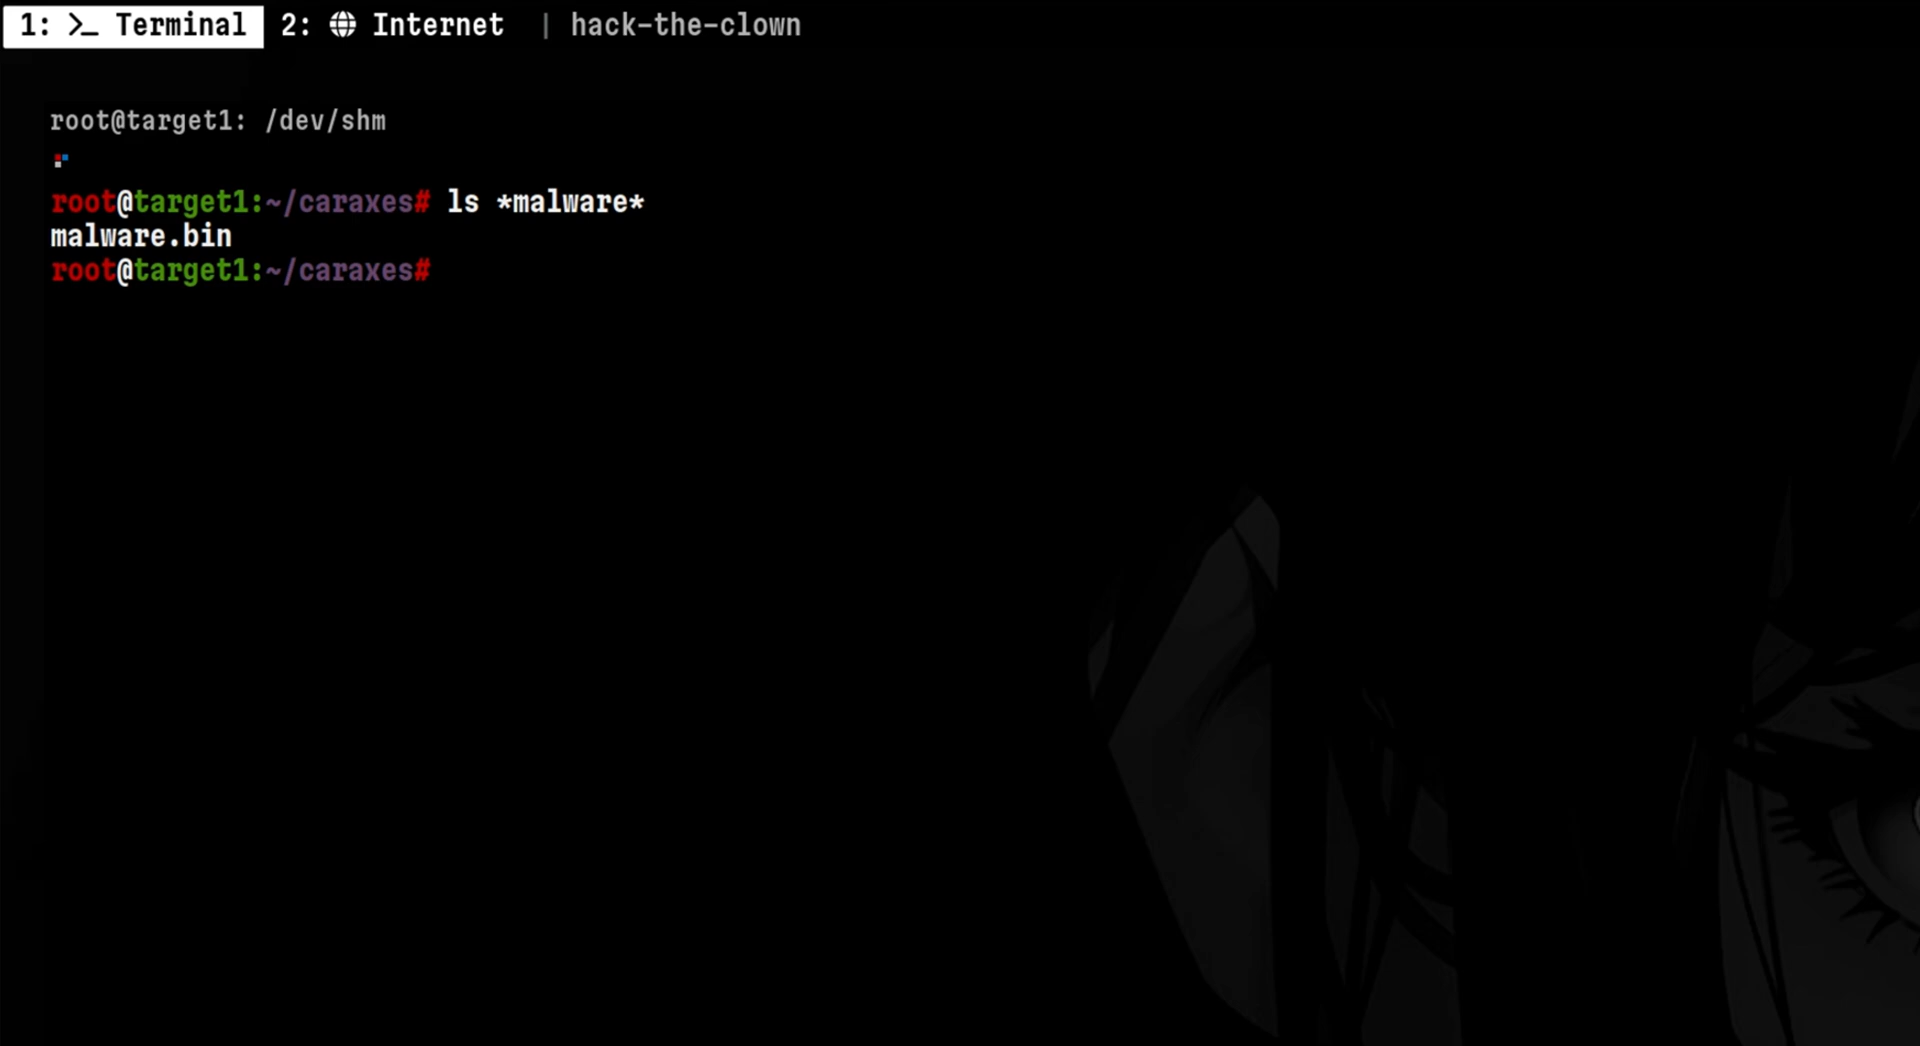 1: >_ Terminal 2: Internet | hack-the-clown
root@target1: /dev/shm
root@target1:~/caraxes# ls *malware*
malware.bin
root@target1:~/caraxes#